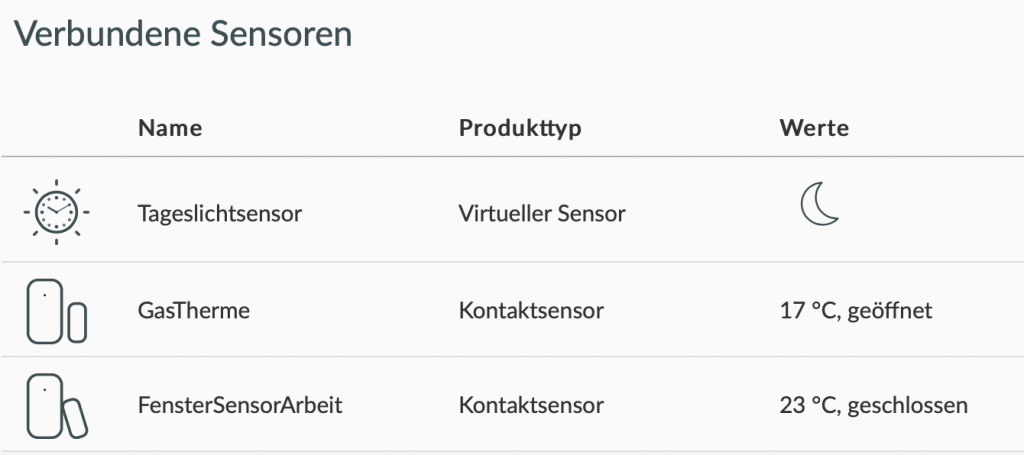 Verbundene Sensoren
Name Produkttyp Werte
Tageslichtsensor Virtueller Sensor
GasTherme Kontaktsensor 17 °C, geöffnet
FensterSensorArbeit Kontaktsensor 23 °C, geschlossen